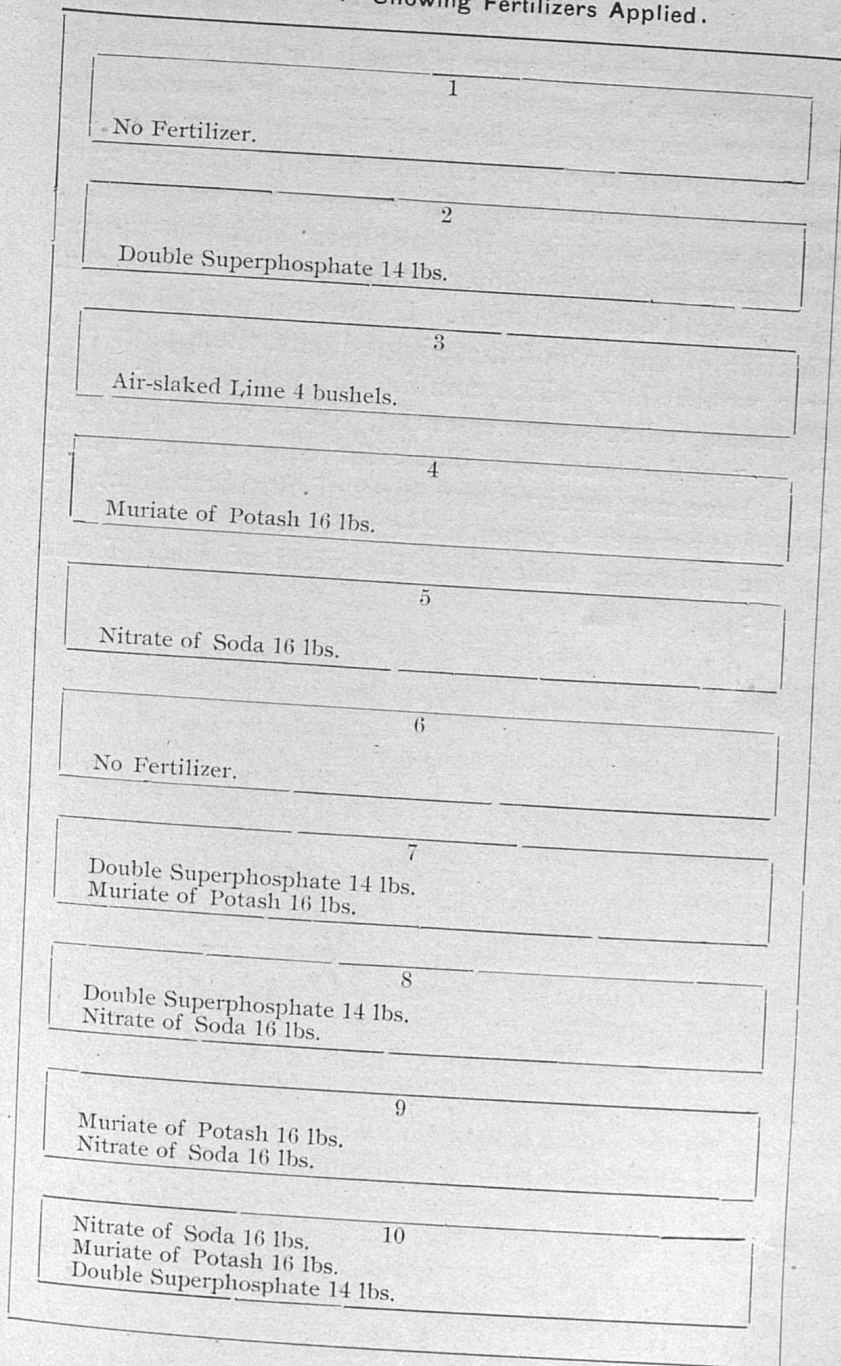 Showing Fertilizers Applied.
1
No Fertilizer.
2
Double Superphosphate 14 lbs.
3
Air-slaked Lime 4 bushels.
4
Muriate of Potash 16 lbs.
5
Nitrate of Soda 16 lbs.
6
No Fertilizer.
7
Double Superphosphate 14 lbs.
Muriate of Potash 16 lbs.
8
Double Superphosphate 14 lbs.
Nitrate of Soda 16 lbs.
9
Muriate of Potash 16 lbs.
Nitrate of Soda 16 lbs.
10
Nitrate of Soda 16 lbs.
Muriate of Potash 16 lbs.
Double Superphosphate 14 lbs.